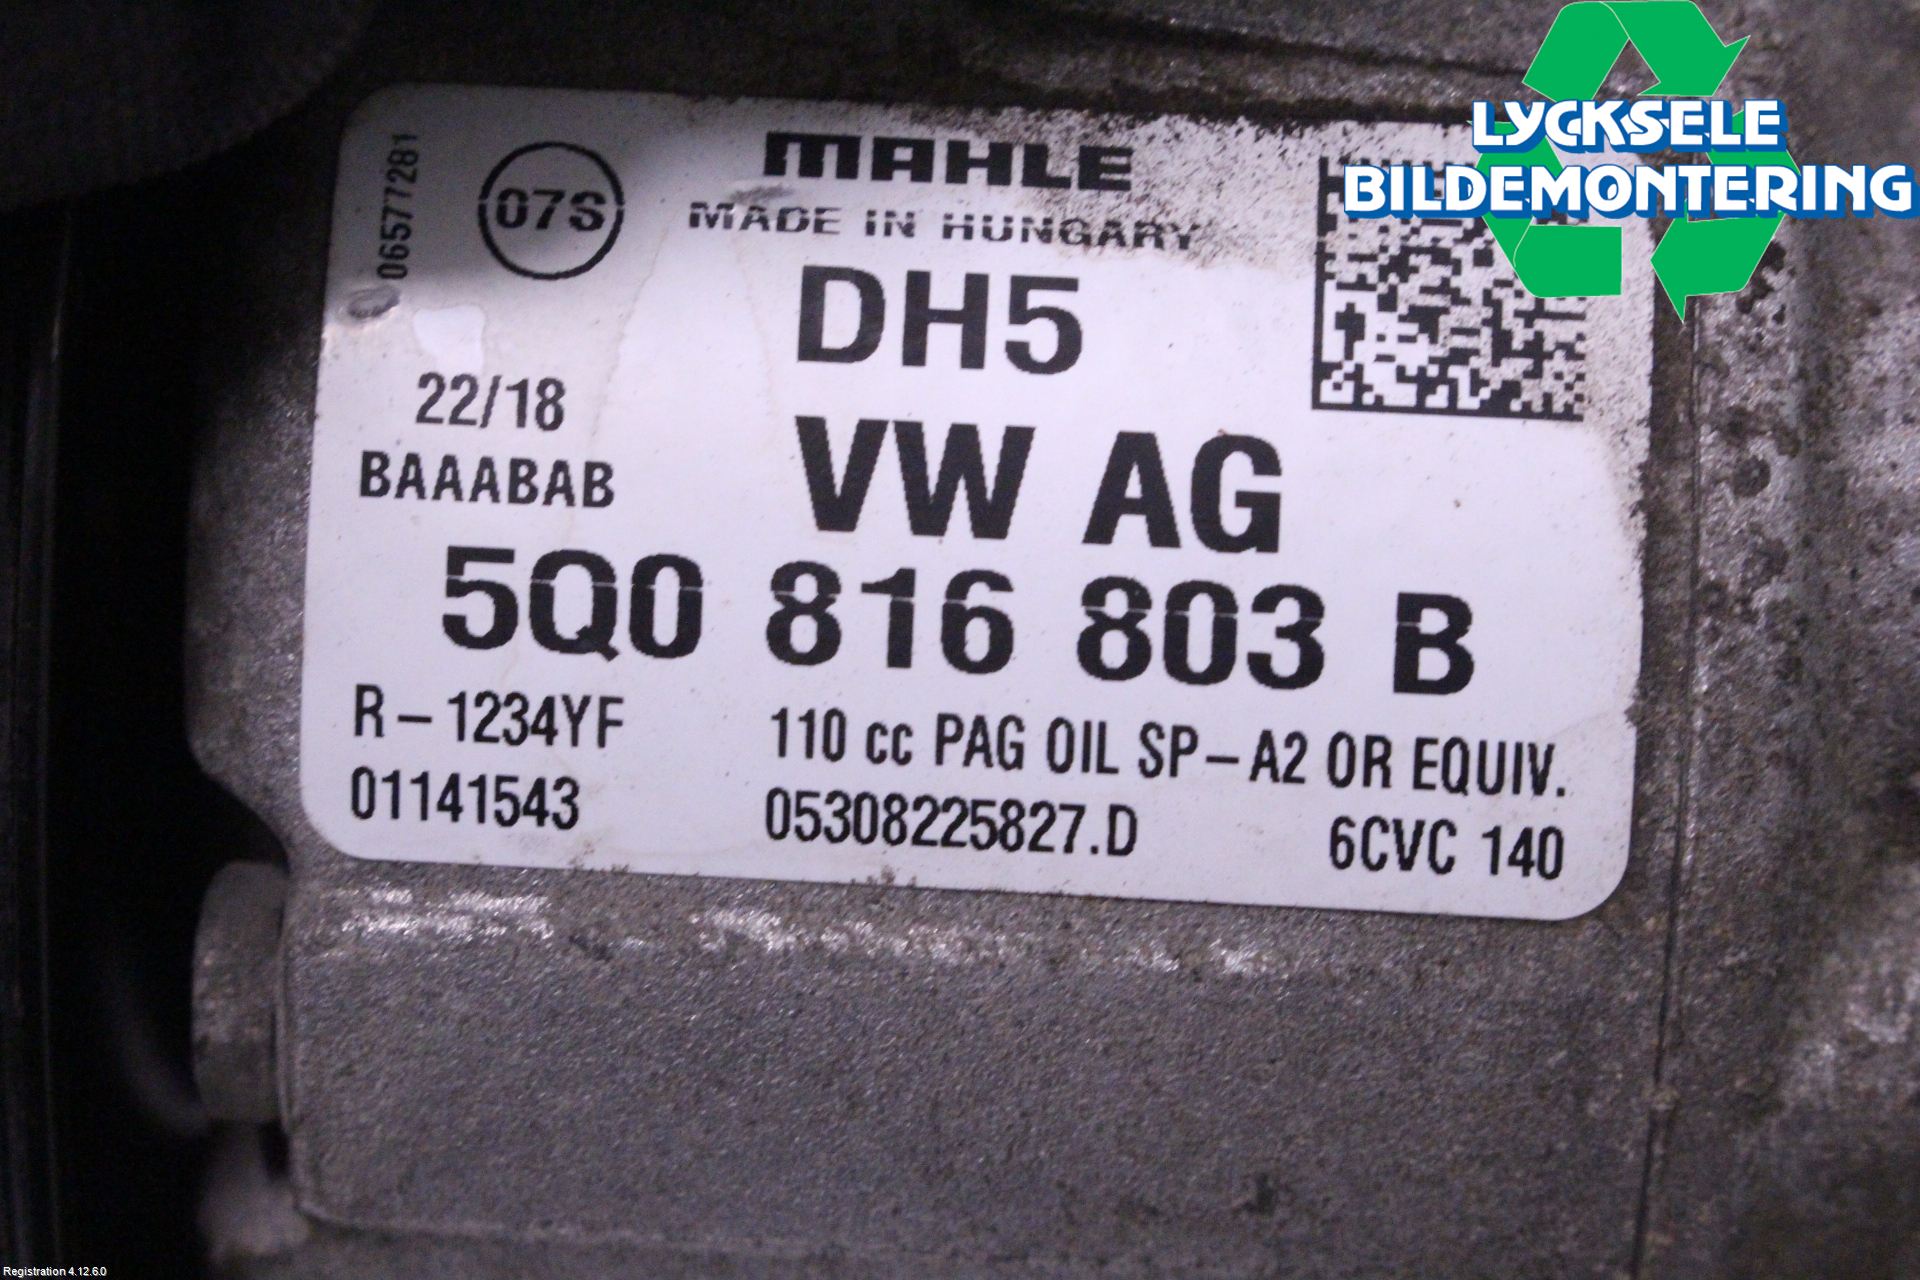 LYCKSELE
BILDEMONTERING
06577281
07S
MAHLE
MADE IN HUNGARY
DH5
22/18
VW AG
BAAABAB
5Q0 816 803 B
R-1234YF
110 cc PAG OIL SP-A2 OR EQUIV.
01141543
05308225827.D
6CVC 140
Registration 4.12.6.0